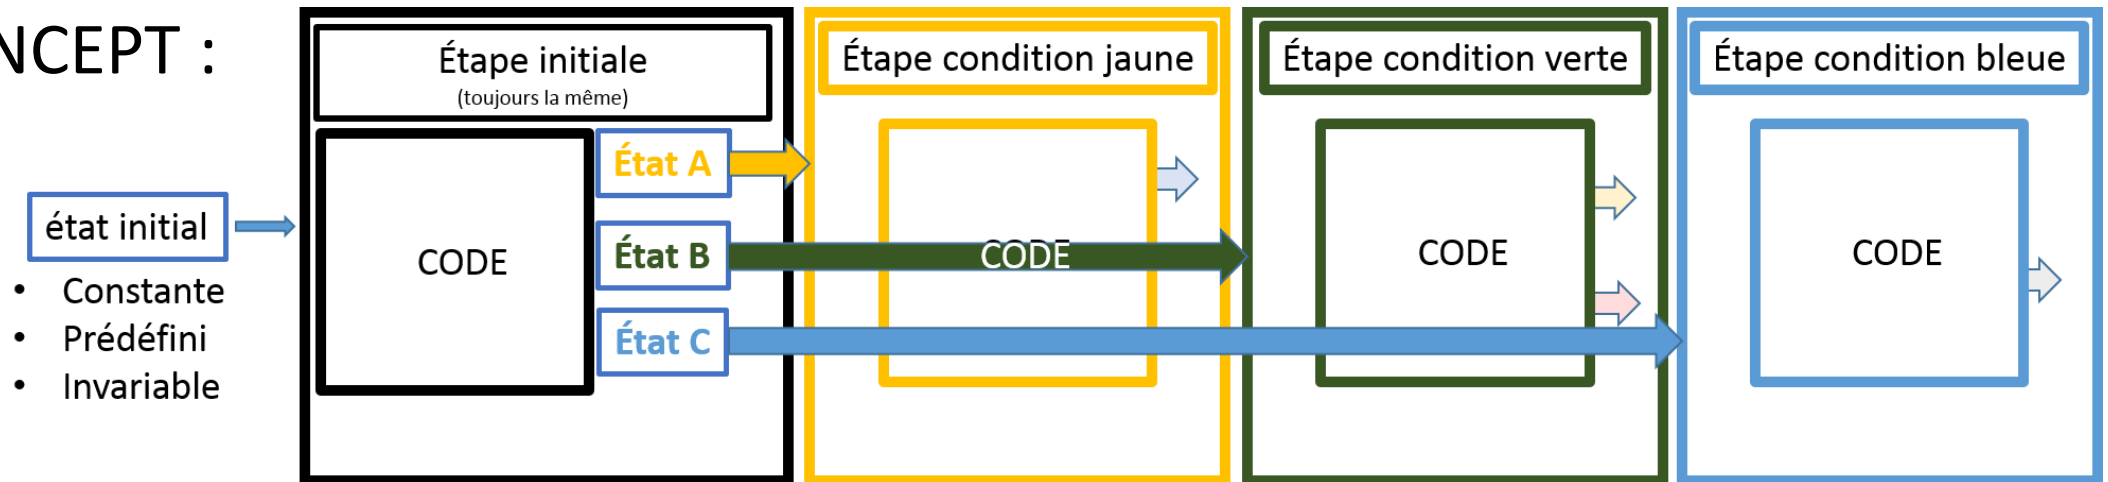 NCEPT :
état initial
• Constante
• Prédéfini
• Invariable
Étape initiale
(toujours la même)
CODE
État A
État B
État C
Étape condition jaune
CODE
Étape condition verte
CODE
Étape condition bleue
CODE